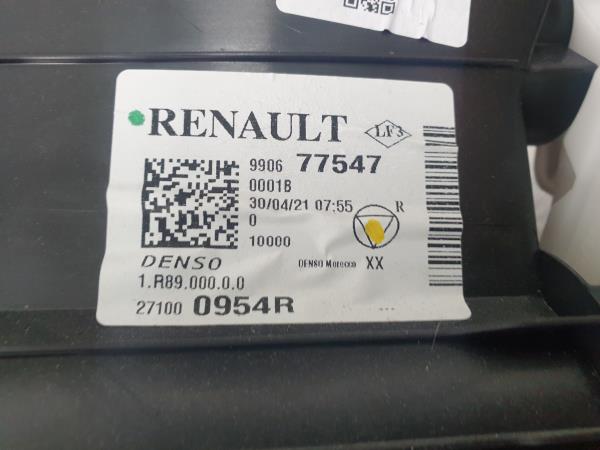 RENAULT LF3
9906 77547
0001B
30/04/21 07:55
0 R
10000
DENSO DENSO Morocco XX
1.R89.000.0.0
27100 0954R ---